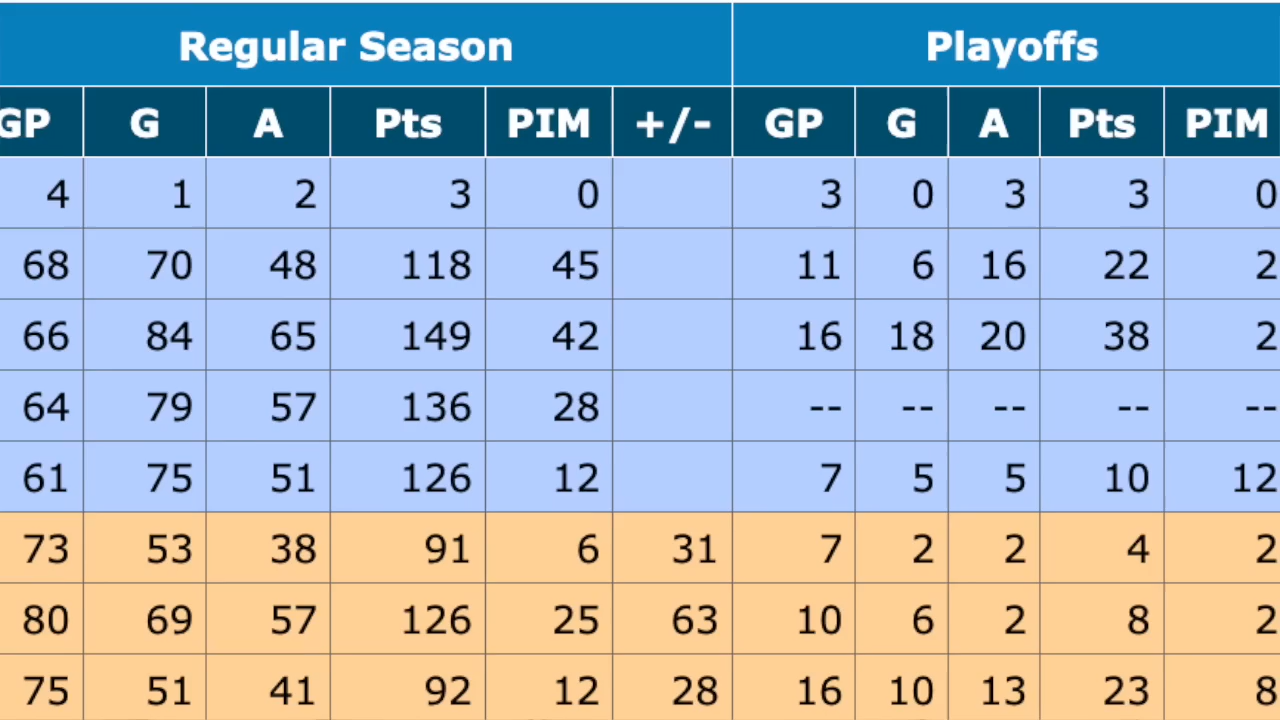 Regular Season Playoffs
GP G A Pts PIM +/- GP G A Pts PIM
4 1 2 3 0 3 0 3 3 0
68 70 48 118 45 11 6 16 22 2
66 84 65 149 42 16 18 20 38 2
64 79 57 136 28 -- -- -- -- --
61 75 51 126 12 7 5 5 10 12
73 53 38 91 6 31 7 2 2 4 2
80 69 57 126 25 63 10 6 2 8 2
75 51 41 92 12 28 16 10 13 23 8